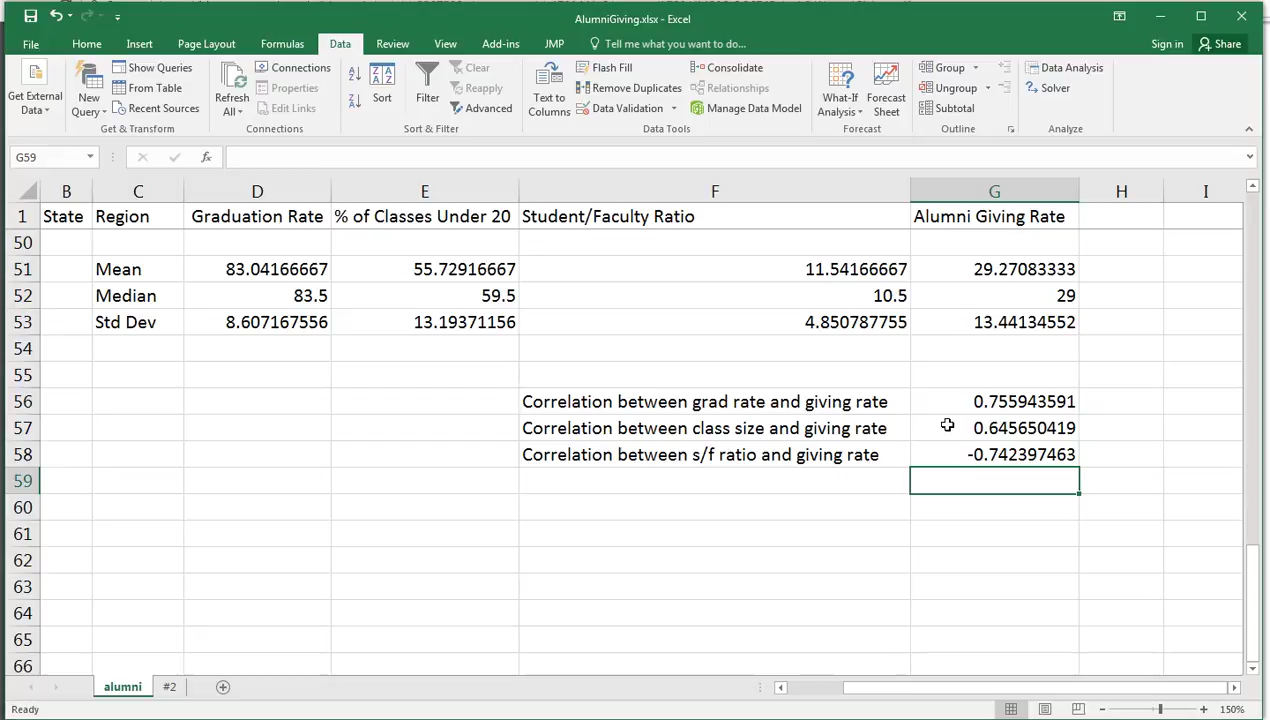 AlumniGiving.xlsx - Excel
File Home Insert Page Layout Formulas Data Review View Add-ins JMP Tell me what you want to do... Sign in Share
Get External Data
New Query
Show Queries
From Table
Recent Sources
Get & Transform
Refresh All
Connections
Properties
Edit Links
Connections
Sort
Filter
Clear
Reapply
Advanced
Sort & Filter
Text to Columns
Flash Fill
Remove Duplicates
Data Validation
Consolidate
Relationships
Manage Data Model
Data Tools
What-If Analysis
Forecast Sheet
Forecast
Group
Ungroup
Subtotal
Outline
Data Analysis
Solver
Analyze
G59 fx
B C D E F G H I
1 State Region Graduation Rate % of Classes Under 20 Student/Faculty Ratio Alumni Giving Rate
50
51 Mean 83.04166667 55.72916667 11.54166667 29.27083333
52 Median 83.5 59.5 10.5 29
53 Std Dev 8.607167556 13.19371156 4.850787755 13.44134552
54
55
56 Correlation between grad rate and giving rate 0.755943591
57 Correlation between class size and giving rate 0.645650419
58 Correlation between s/f ratio and giving rate -0.742397463
59
60
61
62
63
64
65
66
alumni #2
Ready 150%